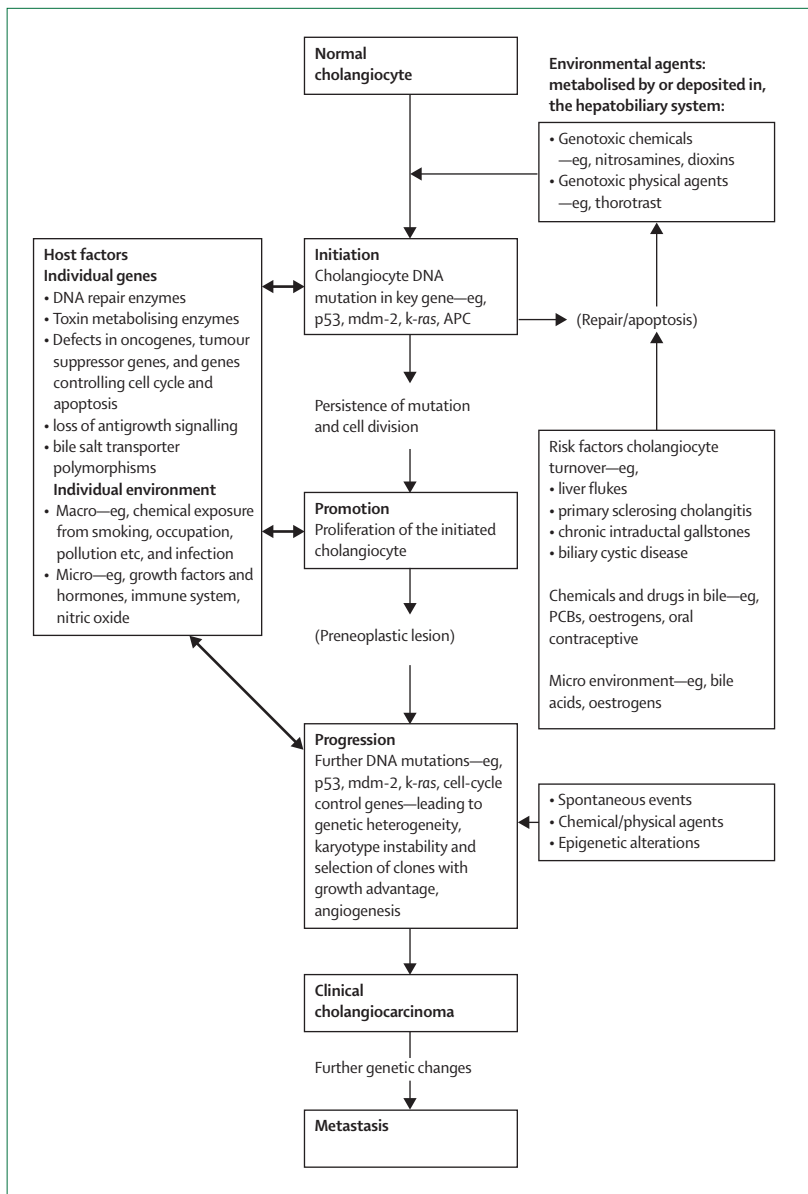 Normal
cholangiocyte
Environmental agents:
metabolised by or deposited in,
the hepatobiliary system:
• Genotoxic chemicals
—eg, nitrosamines, dioxins
• Genotoxic physical agents
—eg, thorotrast
Host factors
Individual genes
• DNA repair enzymes
• Toxin metabolising enzymes
• Defects in oncogenes, tumour
suppressor genes, and genes
controlling cell cycle and
apoptosis
• loss of antigrowth signalling
• bile salt transporter
polymorphisms
Individual environment
• Macro—eg, chemical exposure
from smoking, occupation,
pollution etc, and infection
• Micro—eg, growth factors and
hormones, immune system,
nitric oxide
Initiation
Cholangiocyte DNA
mutation in key gene—eg,
p53, mdm-2, k-ras, APC
(Repair/apoptosis)
Persistence of mutation
and cell division
Risk factors cholangiocyte
turnover—eg,
• liver flukes
• primary sclerosing cholangitis
• chronic intraductal gallstones
• biliary cystic disease
Chemicals and drugs in bile—eg,
PCBs, oestrogens, oral
contraceptive
Micro environment—eg, bile
acids, oestrogens
Promotion
Proliferation of the initiated
cholangiocyte
(Preneoplastic lesion)
Progression
Further DNA mutations—eg,
p53, mdm-2, k-ras, cell-cycle
control genes—leading to
genetic heterogeneity,
karyotype instability and
selection of clones with
growth advantage,
angiogenesis
• Spontaneous events
• Chemical/physical agents
• Epigenetic alterations
Clinical
cholangiocarcinoma
Further genetic changes
Metastasis